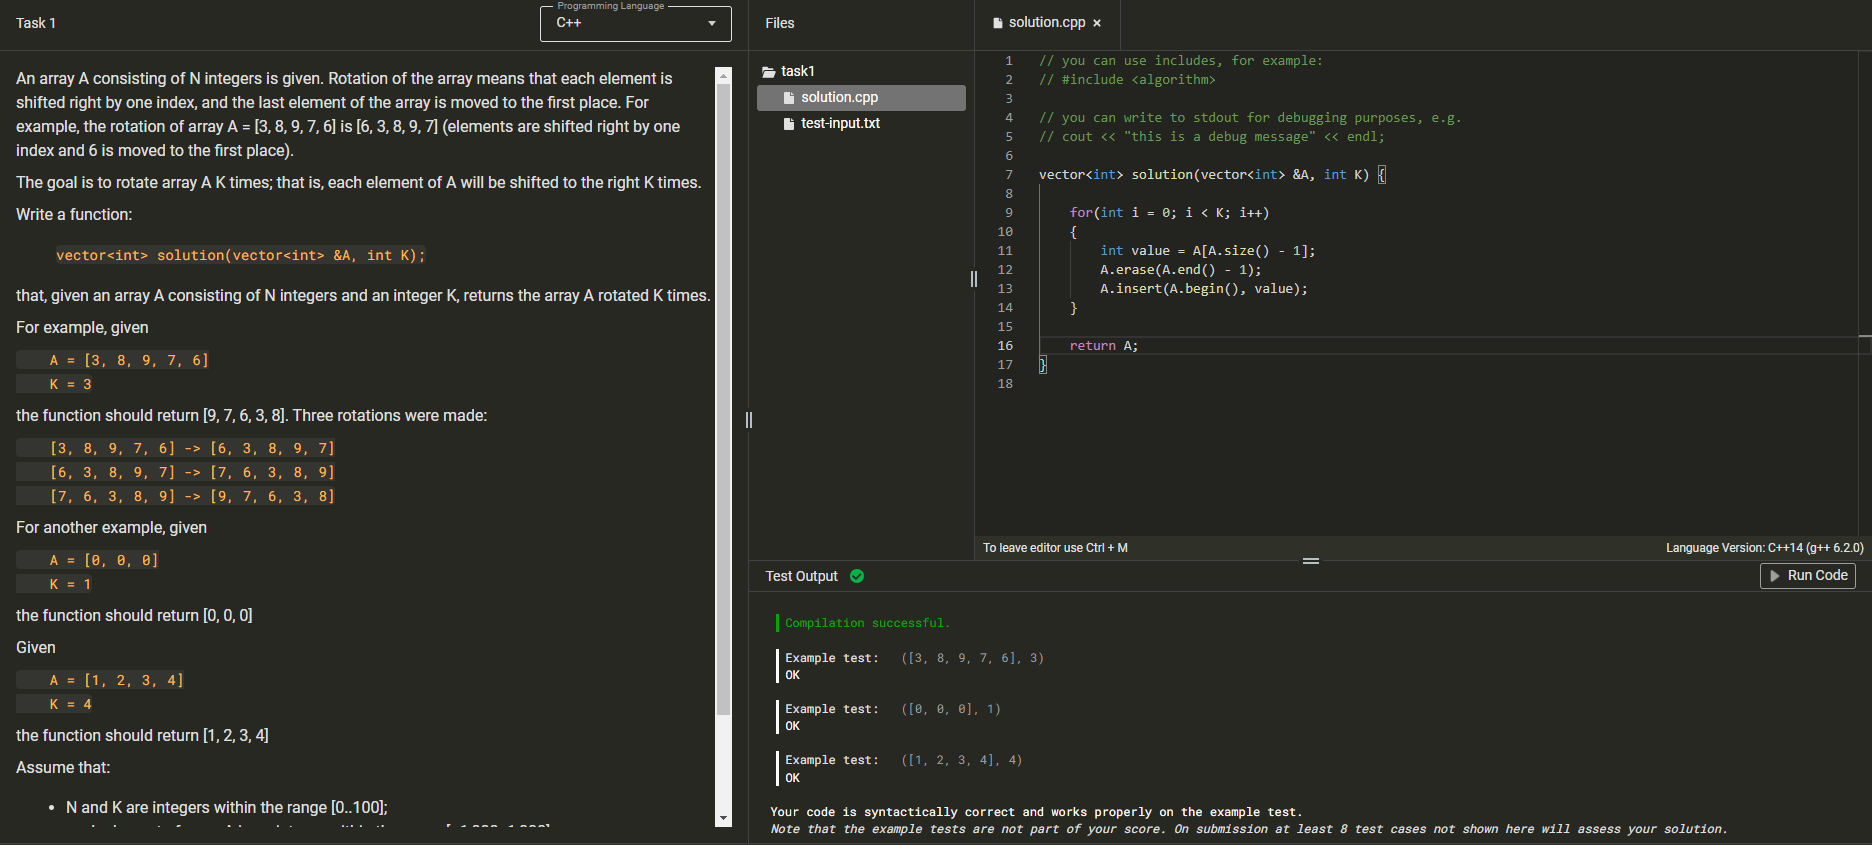 Task 1
Programming Language
C++
An array A consisting of N integers is given. Rotation of the array means that each element is
shifted right by one index, and the last element of the array is moved to the first place. For
example, the rotation of array A = [3, 8, 9, 7, 6] is [6, 3, 8, 9, 7] (elements are shifted right by one
index and 6 is moved to the first place).
The goal is to rotate array A K times; that is, each element of A will be shifted to the right K times.
Write a function:
vector<int> solution(vector<int> &A, int K);
that, given an array A consisting of N integers and an integer K, returns the array A rotated K times.
For example, given
A = [3, 8, 9, 7, 6]
K = 3
the function should return [9, 7, 6, 3, 8]. Three rotations were made:
[3, 8, 9, 7, 6] -> [6, 3, 8, 9, 7]
[6, 3, 8, 9, 7] -> [7, 6, 3, 8, 9]
[7, 6, 3, 8, 9] -> [9, 7, 6, 3, 8]
For another example, given
A = [0, 0, 0]
K = 1
the function should return [0, 0, 0]
Given
A = [1, 2, 3, 4]
K = 4
the function should return [1, 2, 3, 4]
Assume that:
• N and K are integers within the range [0..100];
Files
task1
solution.cpp
test-input.txt
solution.cpp ×
1 // you can use includes, for example:
2 // #include <algorithm>
3
4 // you can write to stdout for debugging purposes, e.g.
5 // cout << "this is a debug message" << endl;
6
7 vector<int> solution(vector<int> &A, int K) {
8
9 for(int i = 0; i < K; i++)
10 {
11 int value = A[A.size() - 1];
12 A.erase(A.end() - 1);
13 A.insert(A.begin(), value);
14 }
15
16 return A;
17 }
18
To leave editor use Ctrl + M
Language Version: C++14 (g++ 6.2.0)
Test Output
Run Code
Compilation successful.
Example test: ([3, 8, 9, 7, 6], 3)
OK
Example test: ([0, 0, 0], 1)
OK
Example test: ([1, 2, 3, 4], 4)
OK
Your code is syntactically correct and works properly on the example test.
Note that the example tests are not part of your score. On submission at least 8 test cases not shown here will assess your solution.